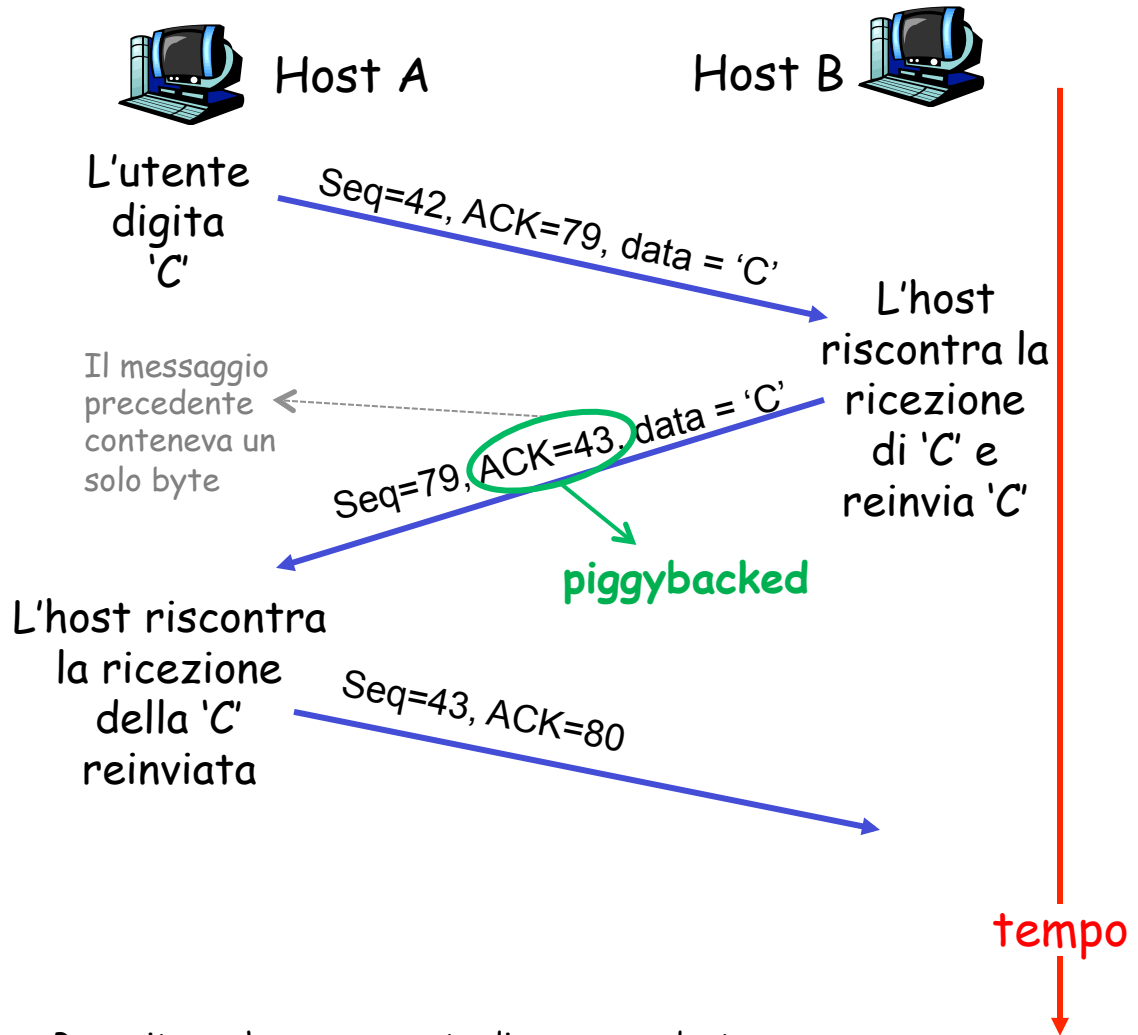 Host A
Host B
L'utente
digita
'C'
Seq=42, ACK=79, data = 'C'
L'host
riscontra la
ricezione
di 'C' e
reinvia 'C'
Il messaggio
precedente
conteneva un
solo byte
Seq=79, ACK=43, data = 'C'
piggybacked
L'host riscontra
la ricezione
della 'C'
reinviata
Seq=43, ACK=80
tempo